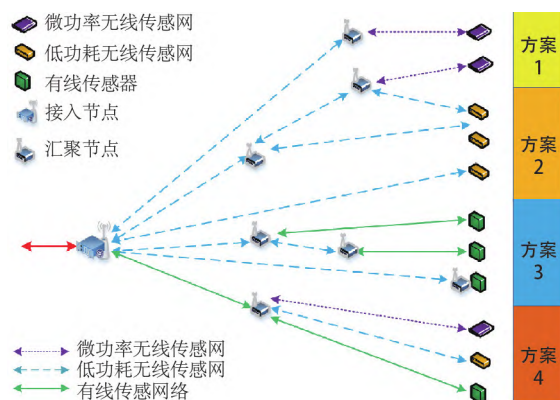 微功率无线传感网
低功耗无线传感网
有线传感器
接入节点
汇聚节点
方案
1
方案
2
方案
3
方案
4
微功率无线传感网
低功耗无线传感网
有线传感网络